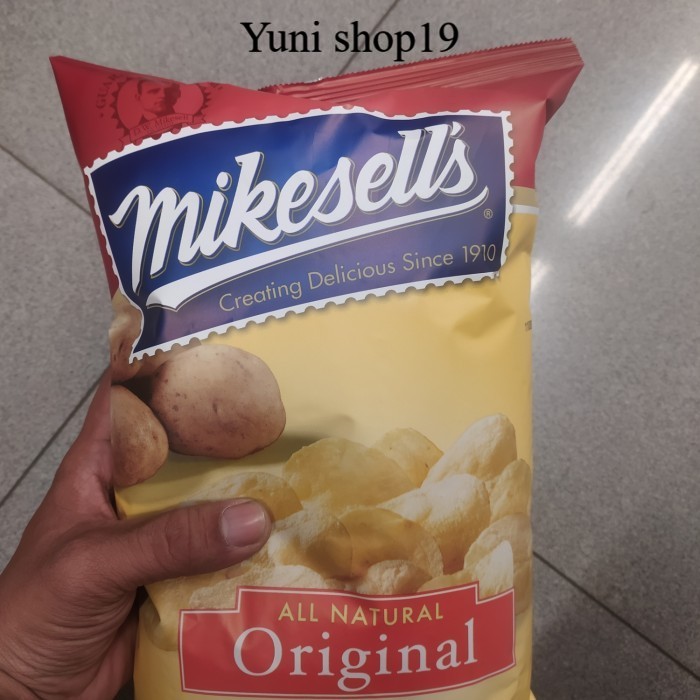 Yuni shop19
mikesell's
®
Creating Delicious Since 1910
ALL NATURAL
Original